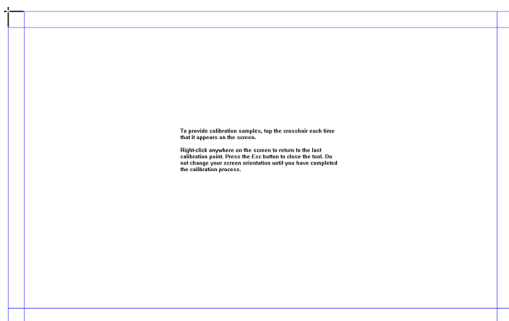 To provide calibration samples, tap the crosshair each time
that it appears on the screen.
Right-click anywhere on the screen to return to the last
calibration point. Press the Esc button to close the tool. Do
not change your screen orientation until you have completed
the calibration process.